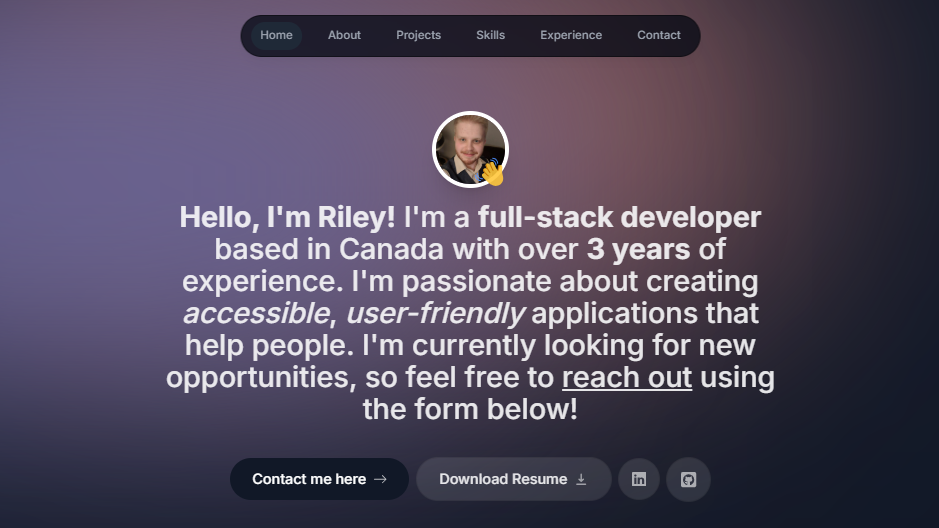 Home About Projects Skills Experience Contact
Hello, I'm Riley! I'm a full-stack developer
based in Canada with over 3 years of
experience. I'm passionate about creating
accessible, user-friendly applications that
help people. I'm currently looking for new
opportunities, so feel free to reach out using
the form below!
Contact me here Download Resume in